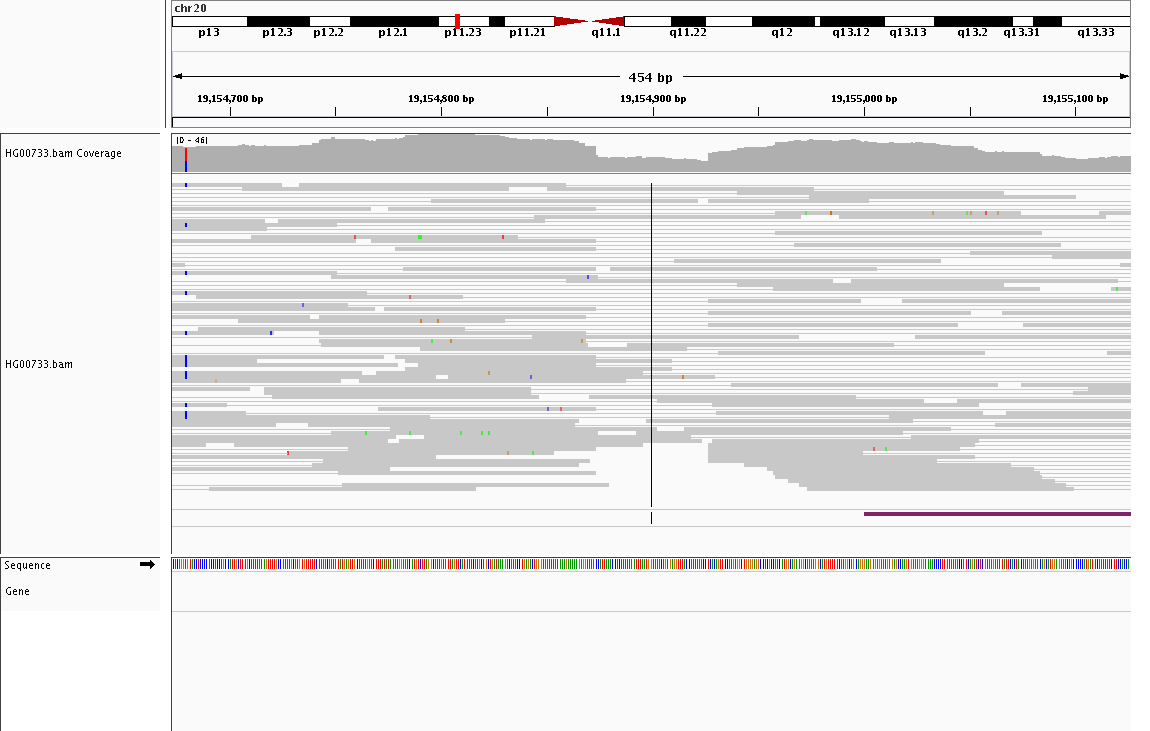 chr20
p13 p12.3 p12.2 p12.1 p11.23 p11.21 q11.1 q11.22 q12 q13.12 q13.13 q13.2 q13.31 q13.33
454 bp
19,154,700 bp 19,154,800 bp 19,154,900 bp 19,155,000 bp 19,155,100 bp
[0 - 46]
HG00733.bam Coverage
HG00733.bam
Sequence
Gene